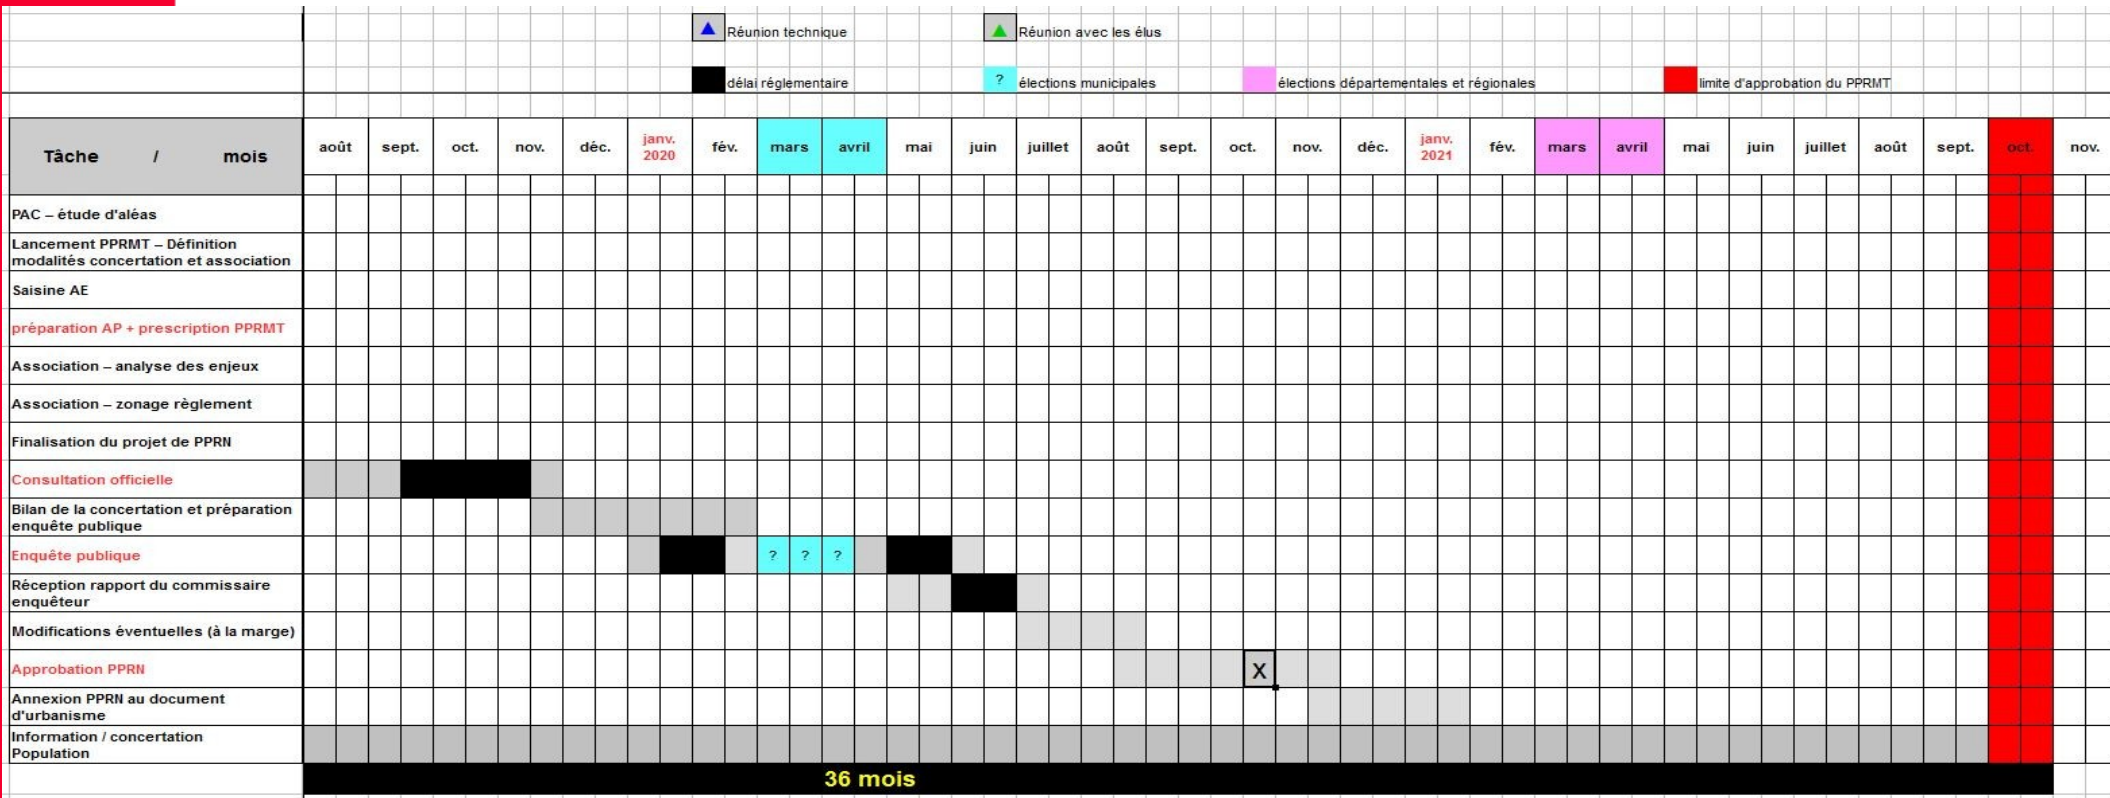 Réunion technique
Réunion avec les élus
délai réglementaire
? élections municipales
élections départementales et régionales
limite d'approbation du PPRMT
Tâche / mois
août sept. oct. nov. déc. janv. 2020 fév. mars avril mai juin juillet août sept. oct. nov. déc. janv. 2021 fév. mars avril mai juin juillet août sept. oct. nov.
PAC – étude d'aléas
Lancement PPRMT – Définition
modalités concertation et association
Saisine AE
préparation AP + prescription PPRMT
Association – analyse des enjeux
Association – zonage règlement
Finalisation du projet de PPRN
Consultation officielle
Bilan de la concertation et préparation
enquête publique
Enquête publique
? ? ?
Réception rapport du commissaire
enquêteur
Modifications éventuelles (à la marge)
Approbation PPRN
X
Annexion PPRN au document
d'urbanisme
Information / concertation
Population
36 mois